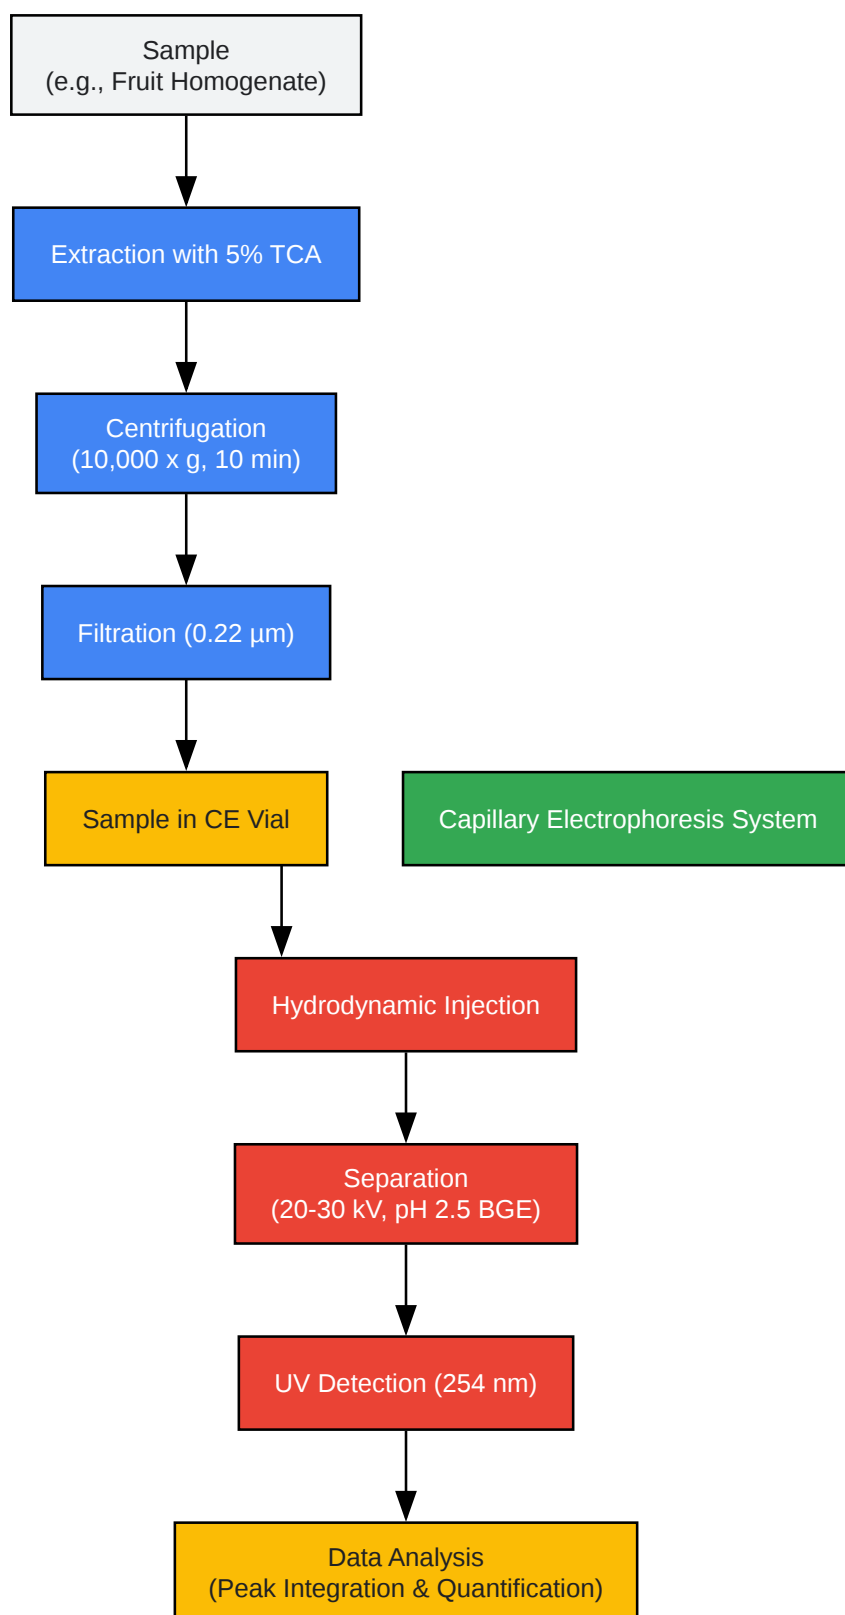 Sample
(e.g., Fruit Homogenate)
Extraction with 5% TCA
Centrifugation
(10,000 x g, 10 min)
Filtration (0.22 µm)
Sample in CE Vial
Capillary Electrophoresis System
Hydrodynamic Injection
Separation
(20-30 kV, pH 2.5 BGE)
UV Detection (254 nm)
Data Analysis
(Peak Integration & Quantification)